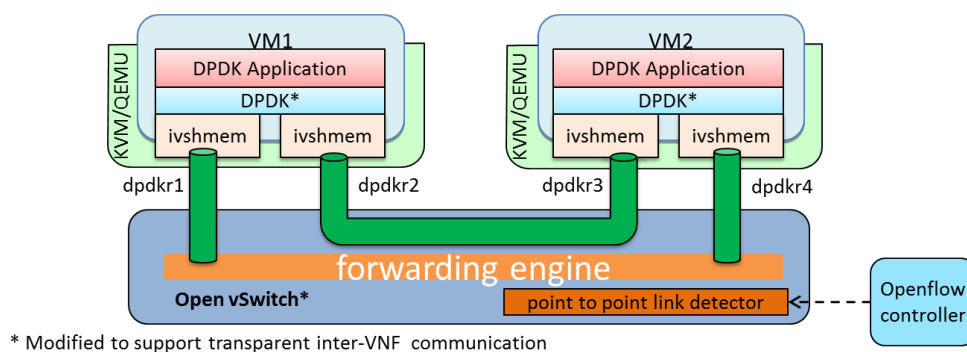 VM1
VM2
KVM/QEMU
DPDK Application
DPDK*
ivshmem
ivshmem
KVM/QEMU
DPDK Application
DPDK*
ivshmem
ivshmem
dpdkr1
dpdkr2
dpdkr3
dpdkr4
forwarding engine
Open vSwitch*
point to point link detector
Openflow
controller
* Modified to support transparent inter-VNF communication